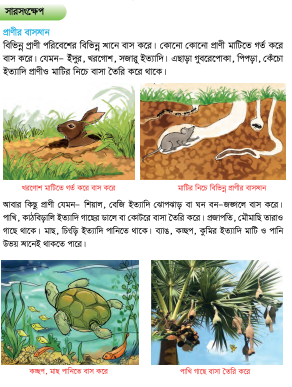 সারসংক্ষেপ
প্রাণীর বাসস্থান
বিভিন্ন প্রাণী পরিবেশের বিভিন্ন স্থানে বাস করে। কোনো কোনো প্রাণী মাটিতে গর্ত করে
বাস করে। যেমন- ইঁদুর, খরগোশ, সজারু ইত্যাদি। এছাড়া গুবরেপোকা, পিপড়া, কেঁচো
ইত্যাদি প্রাণীও মাটির নিচে বাসা তৈরি করে থাকে।
খরগোশ মাটিতে গর্ত করে বাস করে
মাটির নিচে বিভিন্ন প্রাণীর বাসস্থান
আবার কিছু প্রাণী যেমন- শিয়াল, বেজি ইত্যাদি ঝোপঝাড় বা ঘন বন-জঙ্গলে বাস করে।
পাখি, কাঠবিড়ালি ইত্যাদি গাছের ডালে বা কোটরে বাসা তৈরি করে। প্রজাপতি, মৌমাছি তারাও
গাছে থাকে। মাছ, চিংড়ি ইত্যাদি পানিতে থাকে। ব্যাঙ, কচ্ছপ, কুমির ইত্যাদি মাটি ও পানি
উভয় স্থানেই থাকতে পারে।
কচ্ছপ, মাছ পানিতে বাস করে
পাখি গাছে বাসা তৈরি করে